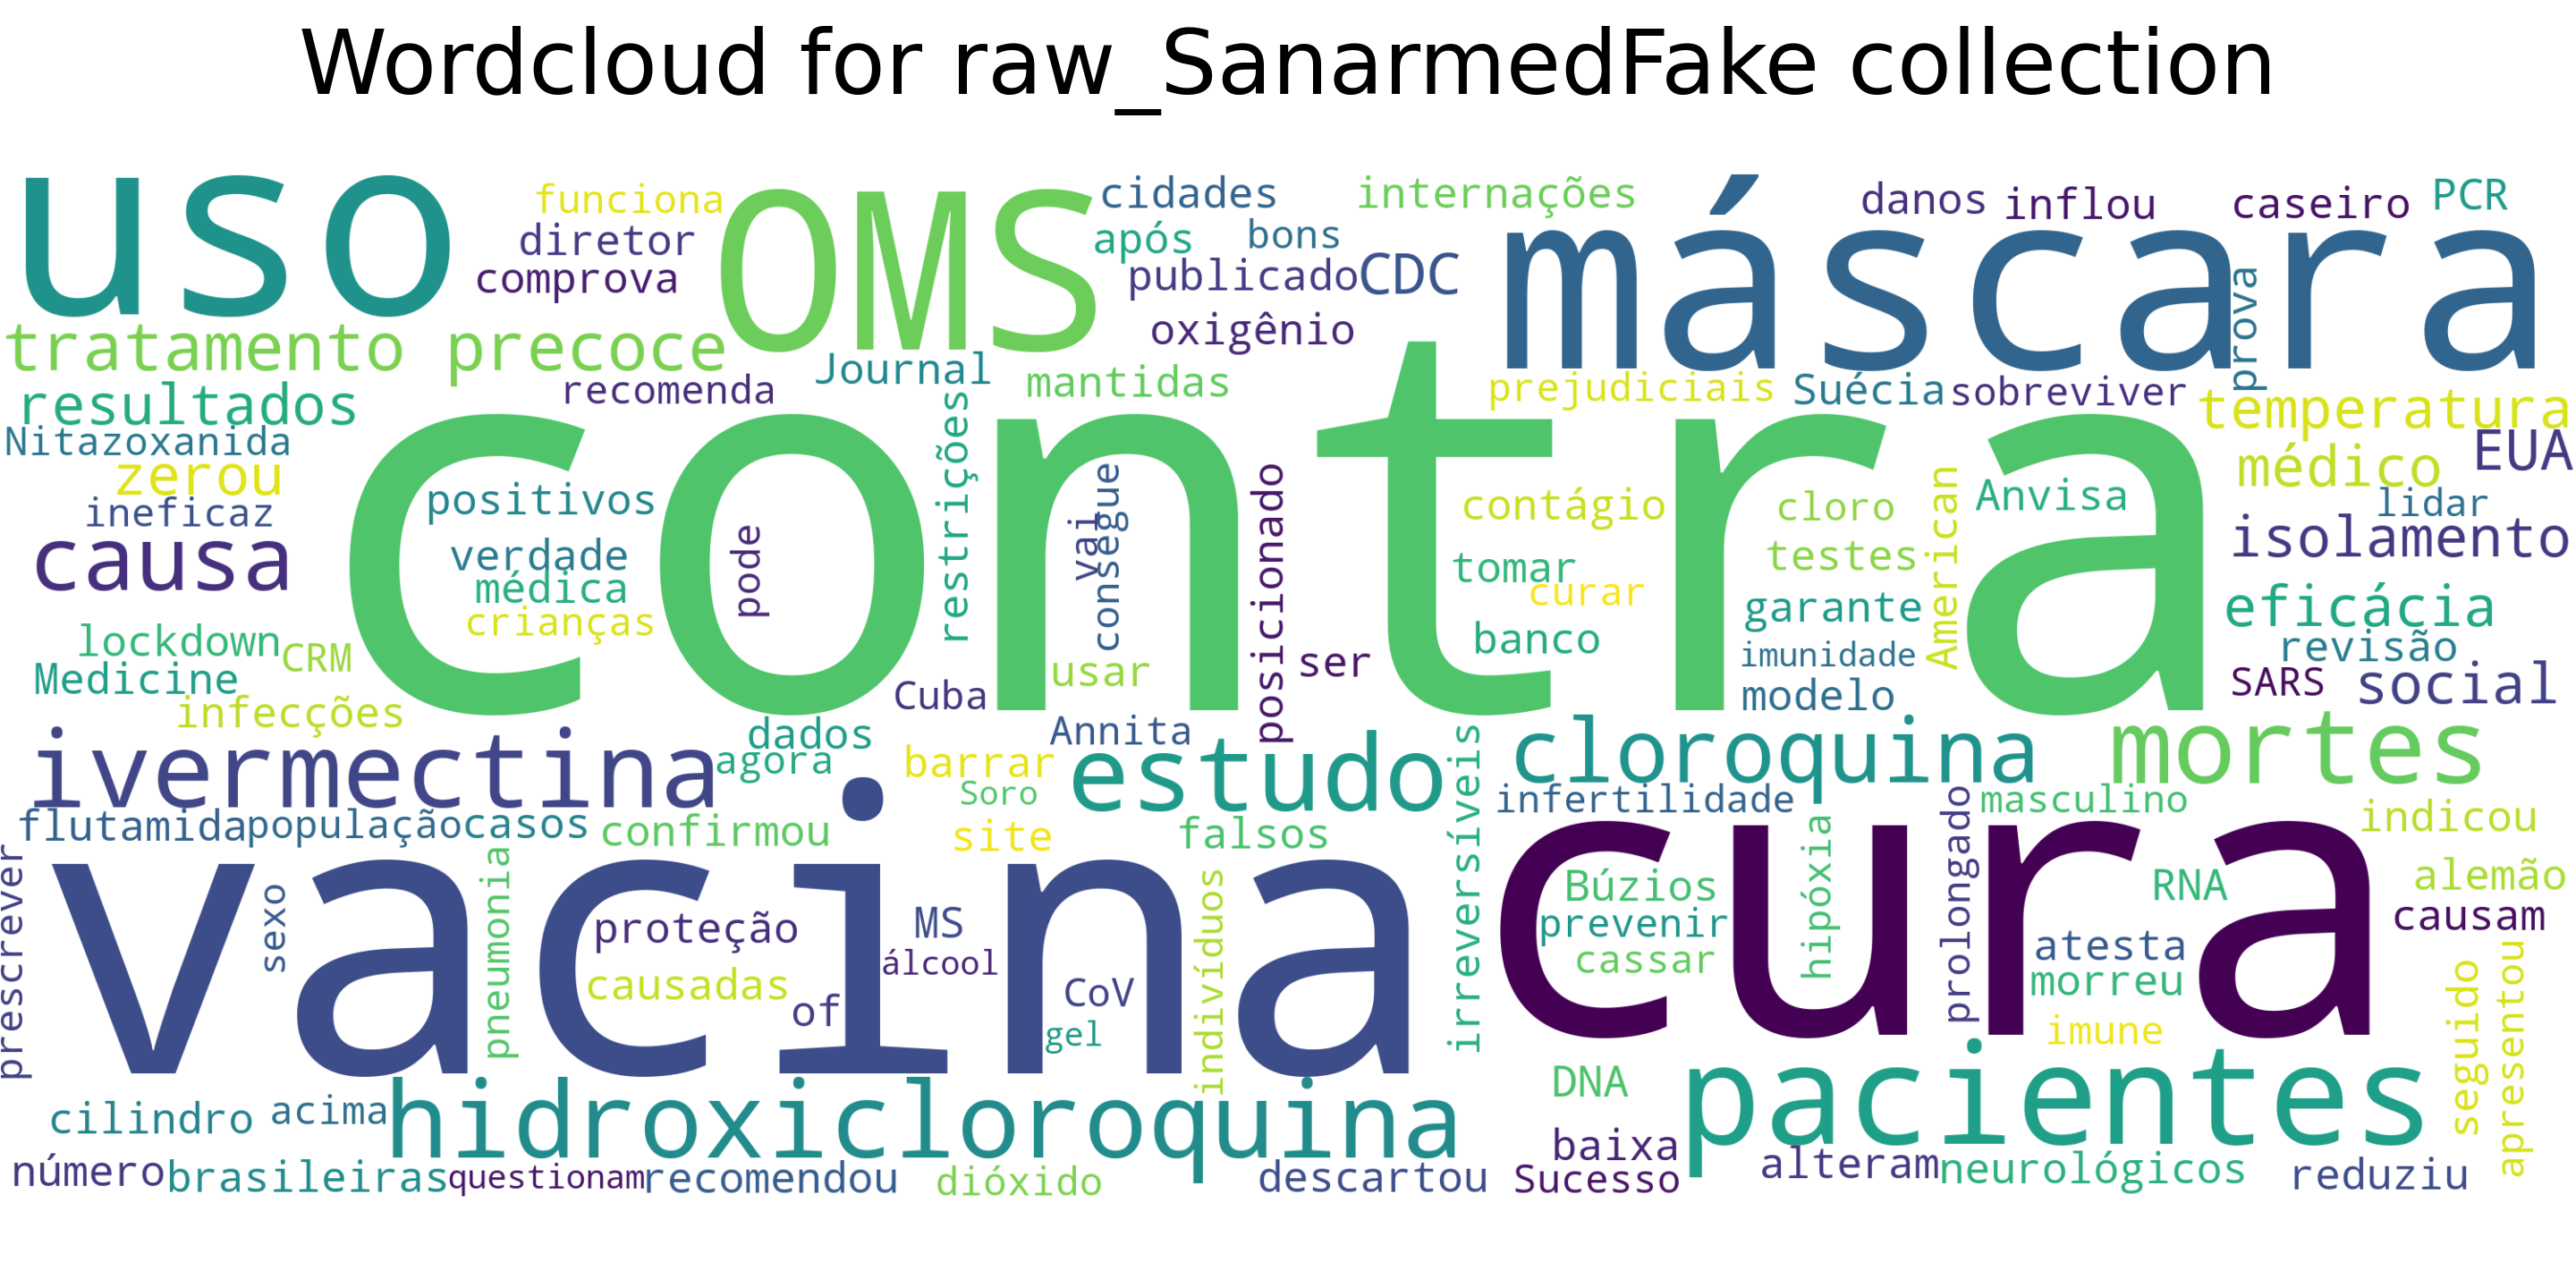 Wordcloud for raw_SanarmedFake collection
uso
funciona
OMS
cidades
internações
máscara
danos
inflou
caseiro
PCR
diretor
após
bons
comprova
publicado
CDC
prova
tratamento precoce
oxigênio
Journal
recomenda
mantidas
prejudiciais
Suécia
sobreviver
resultados
temperatura
Nitazoxanida
contra
restrições
médico
EUA
zerou
positivos
consegue
vai
posicionado
contágio
cloro
American
Anvisa
lidar
ineficaz
isolamento
causa
verdade
pode
médica
tomar
testes
curar
crianças
garante
eficácia
lockdown
CRM
banco
imunidade
revisão
Medicine
usar
ser
modelo
SARS
social
Cuba
infecções
ivermectina
dados
agora
Annita
barrar
estudo
irreversíveis
cloroquina
mortes
Soro
infertilidade
masculino
flutamida
população
casos
confirmou
site
falsos
indicou
prescrever
vacina
cura
sexo
pneumonia
proteção
MS
álcool
indivíduos
Búzios
hipóxia
prolongado
RNA
alemão
prevenir
causam
cassar
atesta
causadas
of
CoV
gel
morreu
imune
seguido
apresentou
cilindro
acima
hidroxicloroquina
DNA
pacientes
número
brasileiras
questionam
recomendou
dióxido
descartou
baixa
Sucesso
alteram
neurológicos
reduziu